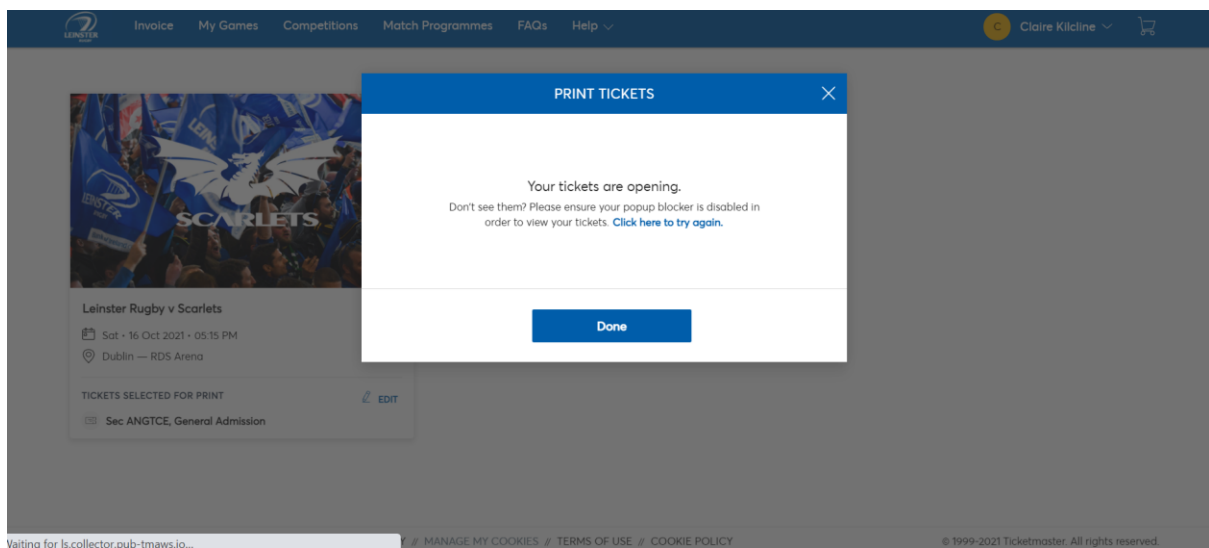 LEINSTER
RUGBY
Invoice My Games Competitions Match Programmes FAQs Help
C Claire Kilcline
PRINT TICKETS
Your tickets are opening.
Don't see them? Please ensure your popup blocker is disabled in
order to view your tickets. Click here to try again.
Done
LEINSTER
LEINSTER
SCARLETS
Leinster Rugby v Scarlets
Sat • 16 Oct 2021 • 05:15 PM
Dublin — RDS Arena
TICKETS SELECTED FOR PRINT EDIT
Sec ANGTCE, General Admission
Waiting for ls.collector.pub-tmaws.io...
Y // MANAGE MY COOKIES // TERMS OF USE // COOKIE POLICY
© 1999-2021 Ticketmaster. All rights reserved.